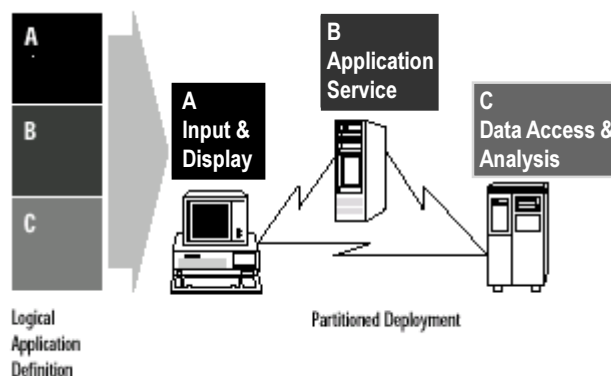 A
B
C
A
Input &
Display
B
Application
Service
C
Data Access &
Analysis
Logical
Application
Definition
Partitioned Deployment